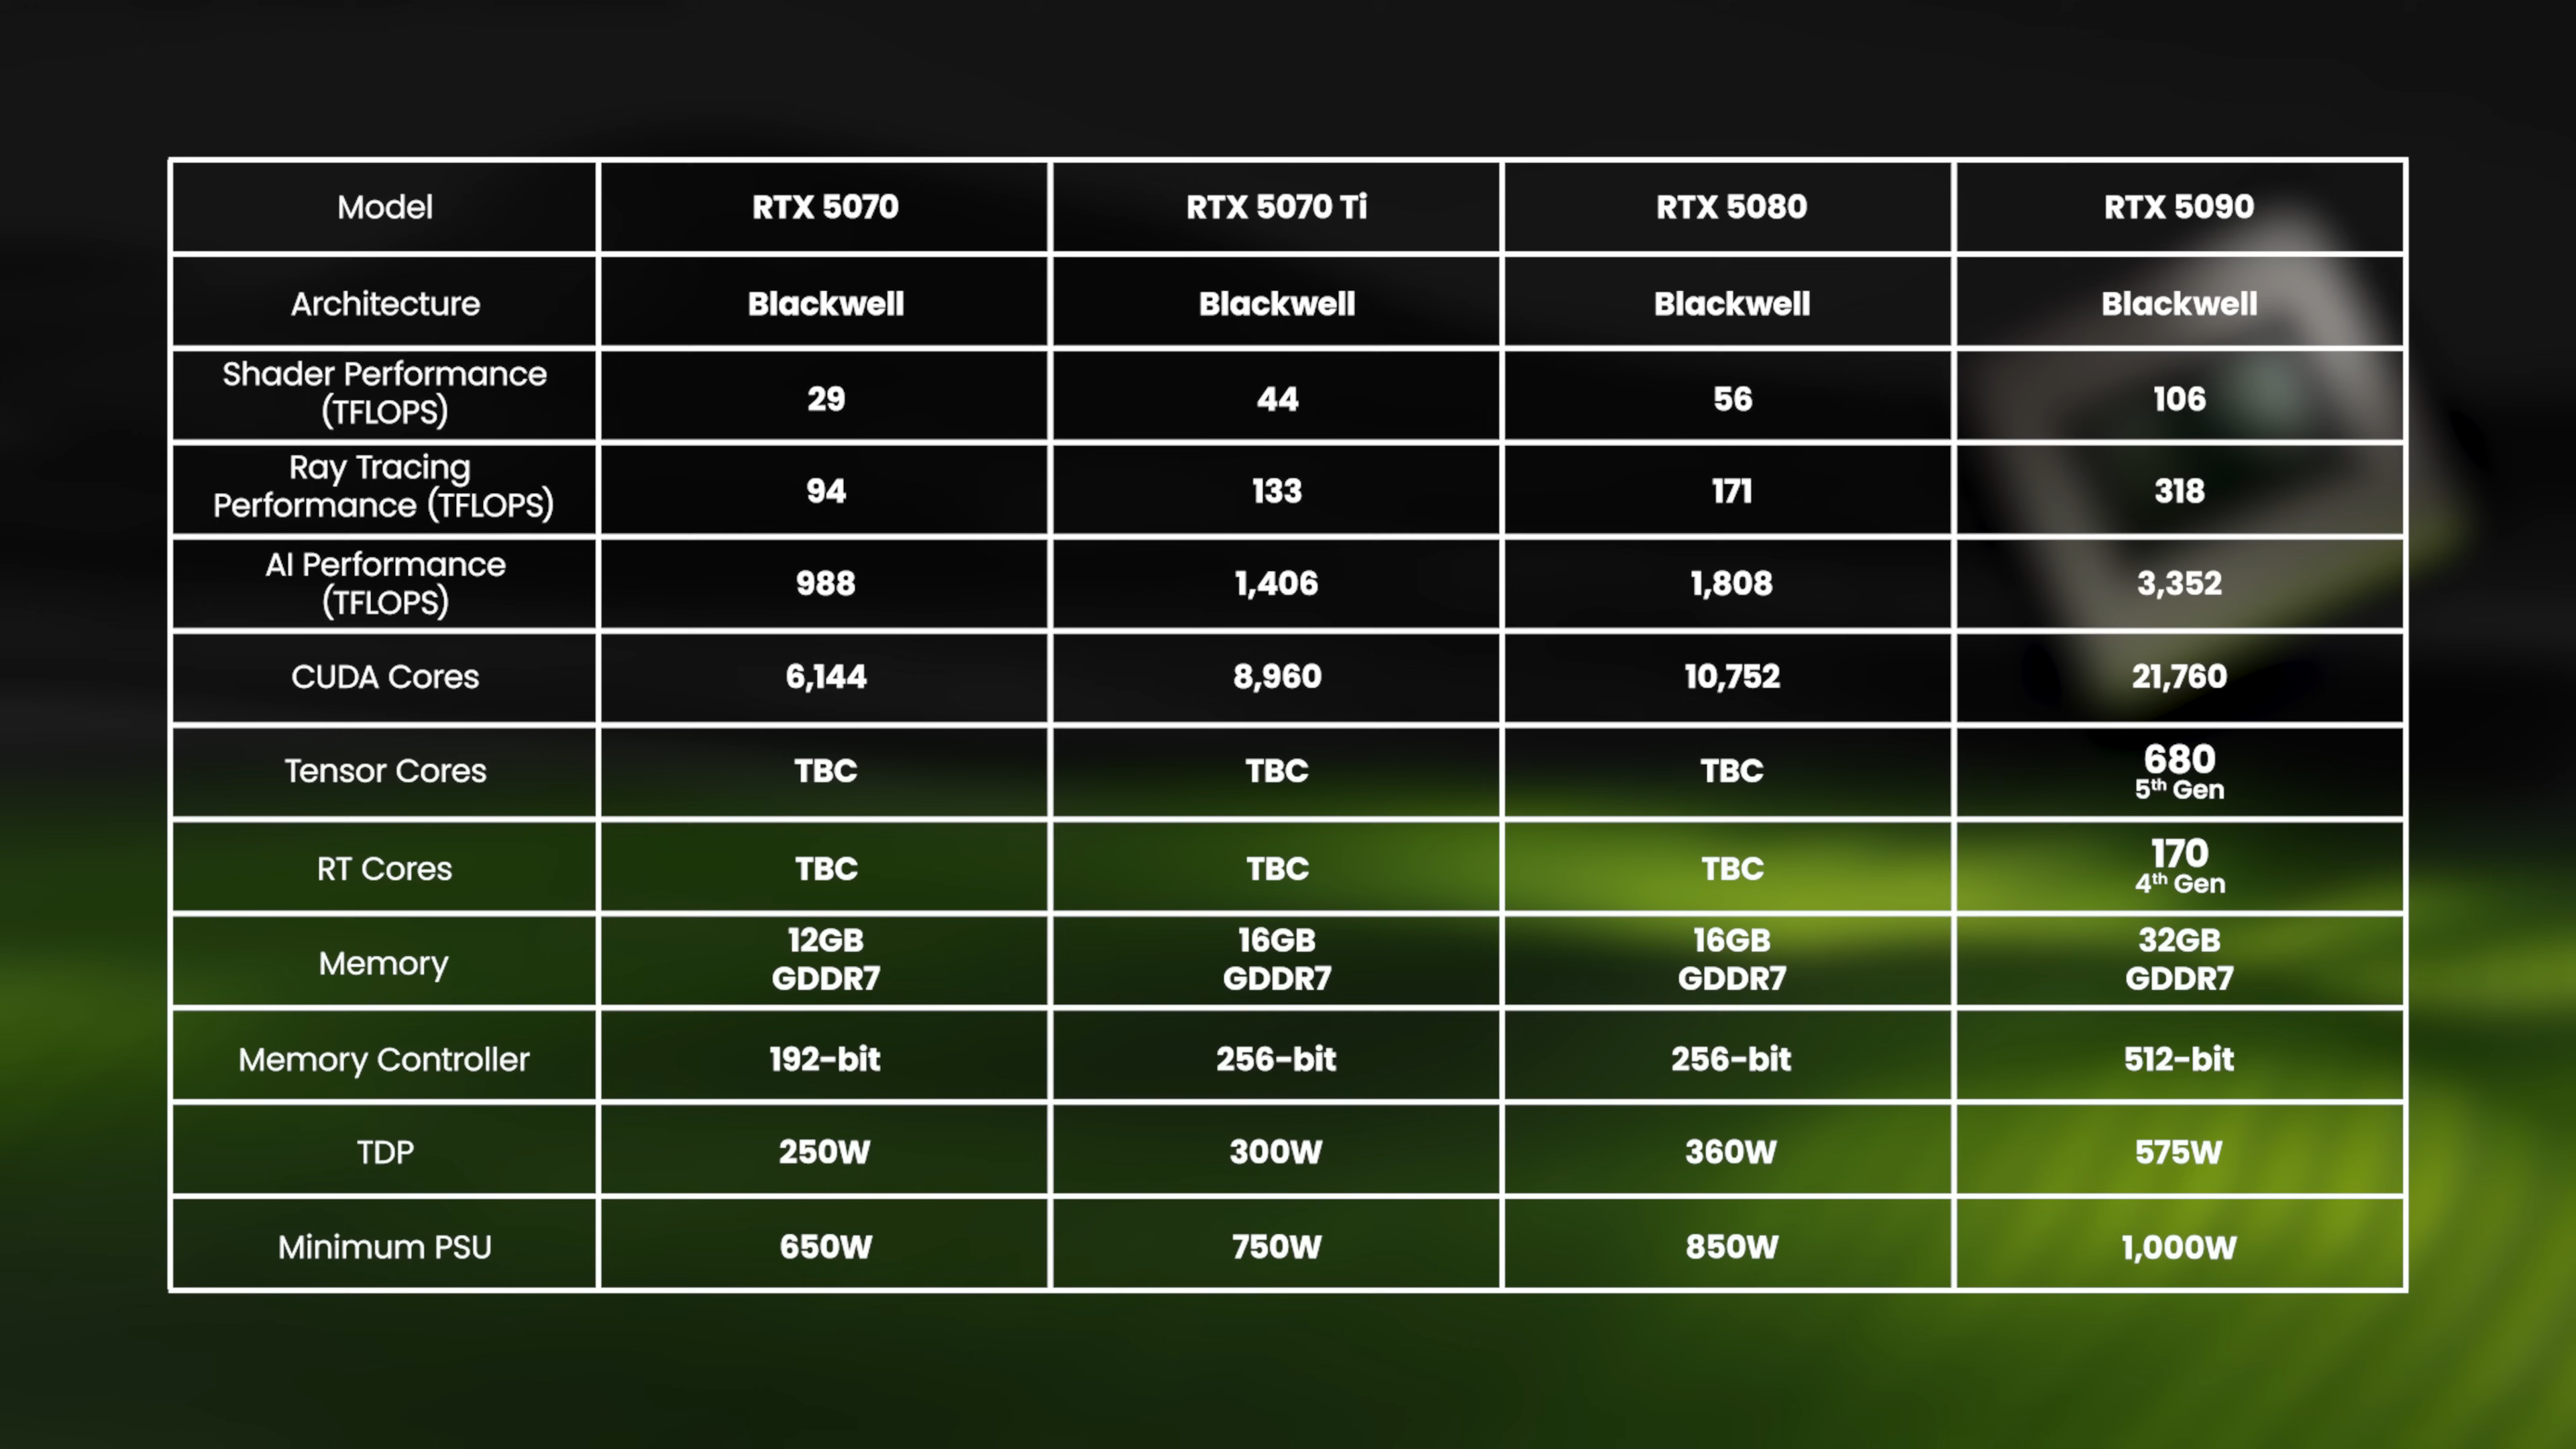 Model RTX 5070 RTX 5070 Ti RTX 5080 RTX 5090
Architecture Blackwell Blackwell Blackwell Blackwell
Shader Performance
(TFLOPS) 29 44 56 106
Ray Tracing
Performance (TFLOPS) 94 133 171 318
AI Performance
(TFLOPS) 988 1,406 1,808 3,352
CUDA Cores 6,144 8,960 10,752 21,760
Tensor Cores TBC TBC TBC 680
5th Gen
RT Cores TBC TBC TBC 170
4th Gen
Memory 12GB 16GB 16GB 32GB
GDDR7 GDDR7 GDDR7 GDDR7
Memory Controller 192-bit 256-bit 256-bit 512-bit
TDP 250W 300W 360W 575W
Minimum PSU 650W 750W 850W 1,000W